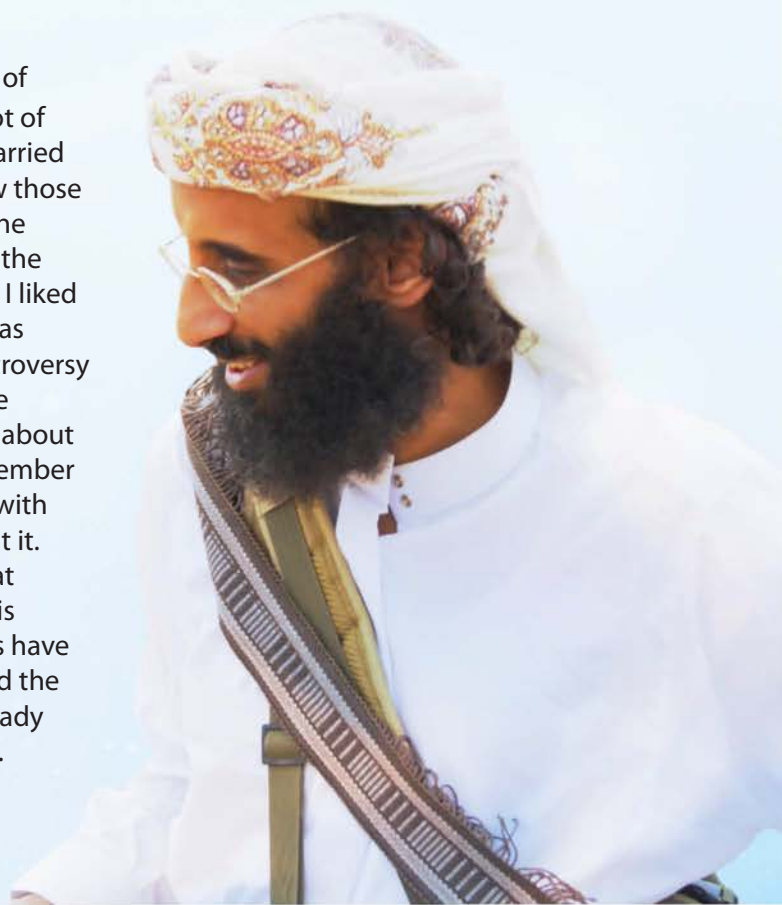 of
ot of
arried
w those
he
the
I liked
as
roversy
e
about
ember
with
t it.
at
is
s have
d the
ady
.